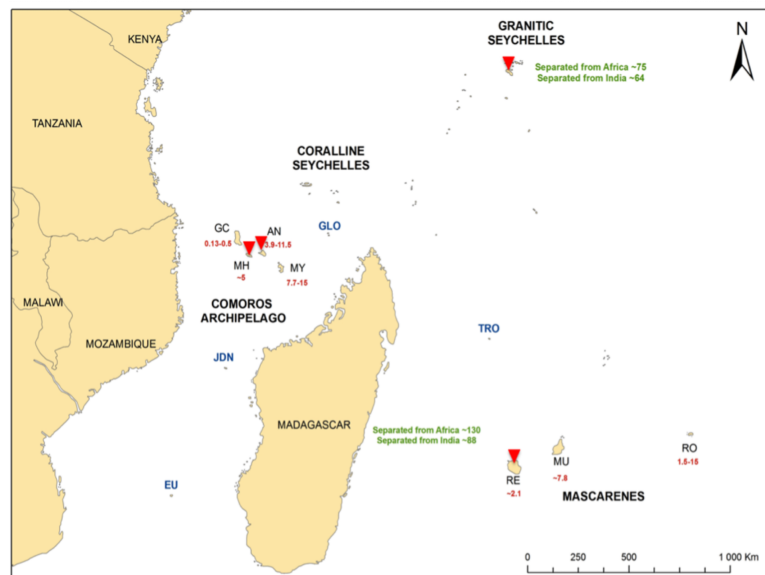 GRANITIC
SEYCHELLES
N
KENYA
Separated from Africa ~75
Separated from India ~64
TANZANIA
CORALLINE
SEYCHELLES
GC
AN
GLO
0.13-0.5
3.9-11.5
MH
MY
~5
7.7-15
MALAWI
COMOROS
ARCHIPELAGO
MOZAMBIQUE
TRO
JDN
MADAGASCAR
Separated from Africa ~130
Separated from India ~88
RO
MU
1.5-15
RE
~7.8
EU
~2.1
MASCARENES
0 250 500 1 000 Km